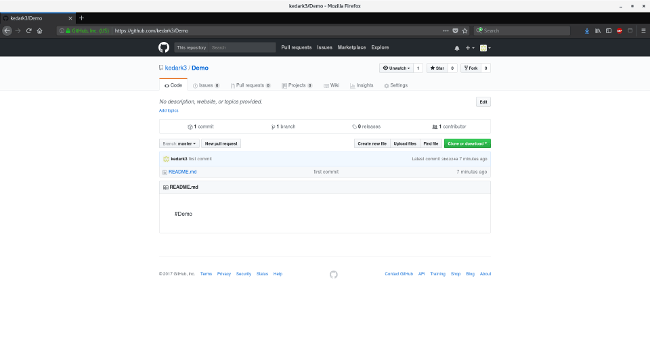 kedark3/Demo - Mozilla Firefox
kedark3/Demo
GitHub, Inc. (US) https://github.com/kedark3/Demo Search
This repository Search Pull requests Issues Marketplace Explore
kedark3 / Demo Unwatch 1 Star 0 Fork 0
Code Issues 0 Pull requests 0 Projects 0 Wiki Insights Settings
No description, website, or topics provided. Edit
Add topics
1 commit 1 branch 0 releases 1 contributor
Branch: master New pull request Create new file Upload files Find file Clone or download
kedark3 first commit Latest commit 7 minutes ago
README.md first commit 7 minutes ago
README.md
#Demo
© 2017 GitHub, Inc. Terms Privacy Security Status Help Contact GitHub API Training Shop Blog About